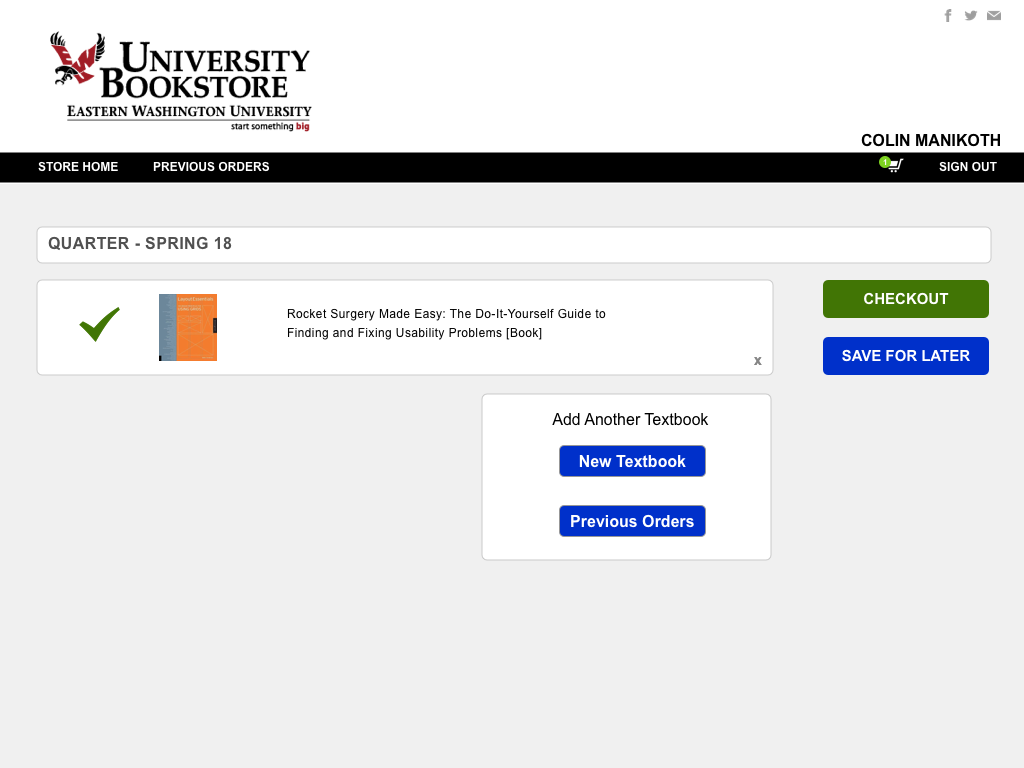 UNIVERSITY
BOOKSTORE
EASTERN WASHINGTON UNIVERSITY
start something big
COLIN MANIKOTH
STORE HOME PREVIOUS ORDERS 1 SIGN OUT
QUARTER - SPRING 18
Rocket Surgery Made Easy: The Do-It-Yourself Guide to
Finding and Fixing Usability Problems [Book]
x
CHECKOUT
SAVE FOR LATER
Add Another Textbook
New Textbook
Previous Orders